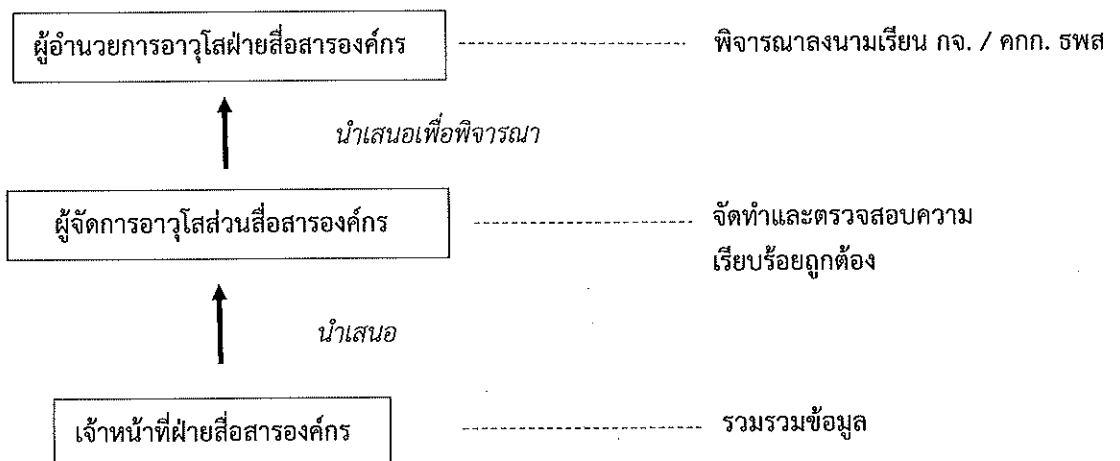 ผู้อำนวยการอาวุโสฝ่ายสื่อสารองค์กร
พิจารณาลงนามเรียน กจ. / คกก. ธพส
นำเสนอเพื่อพิจารณา
ผู้จัดการอาวุโสส่วนสื่อสารองค์กร
จัดทำและตรวจสอบความ
เรียบร้อยถูกต้อง
นำเสนอ
เจ้าหน้าที่ฝ่ายสื่อสารองค์กร
รวมรวมข้อมูล